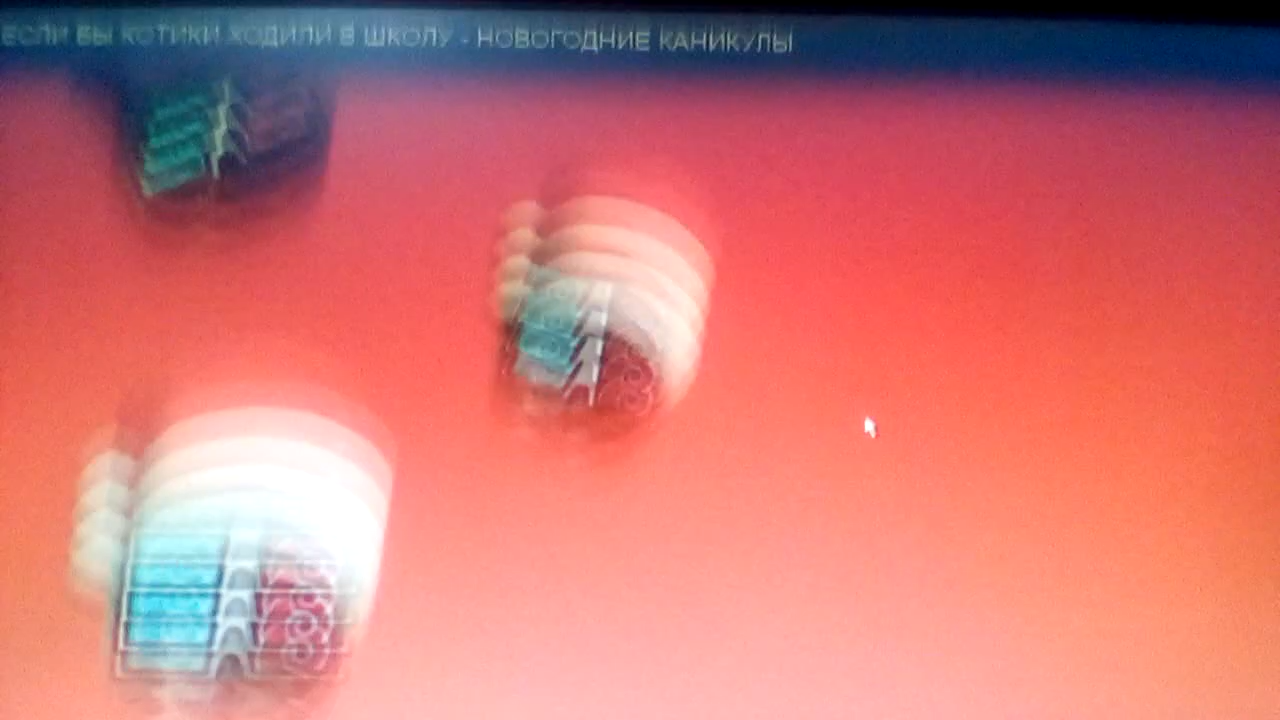 ЕСЛИ БЫ КОТИКИ ХОДИЛИ В ШКОЛУ - НОВОГОДНИЕ КАНИКУЛЫ